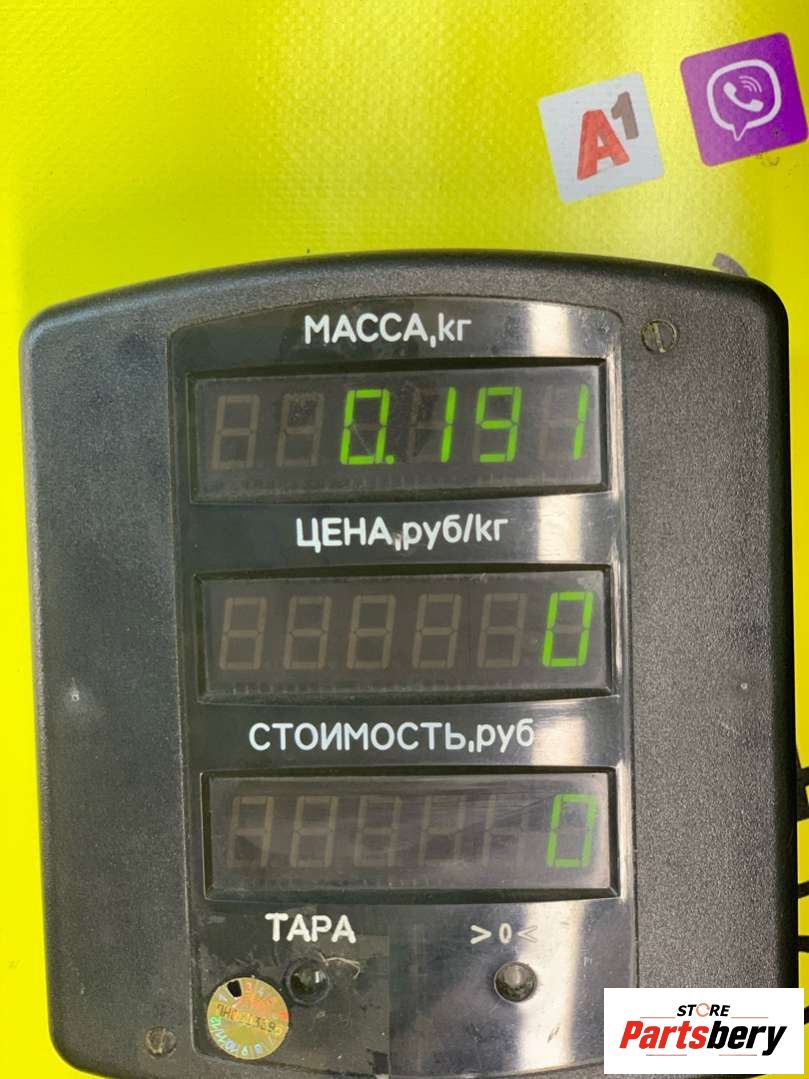 A1
МАССА,кг
0.191
ЦЕНА,руб/кг
0
СТОИМОСТЬ,руб
0
ТАРА
>0<
STORE
Partsbery